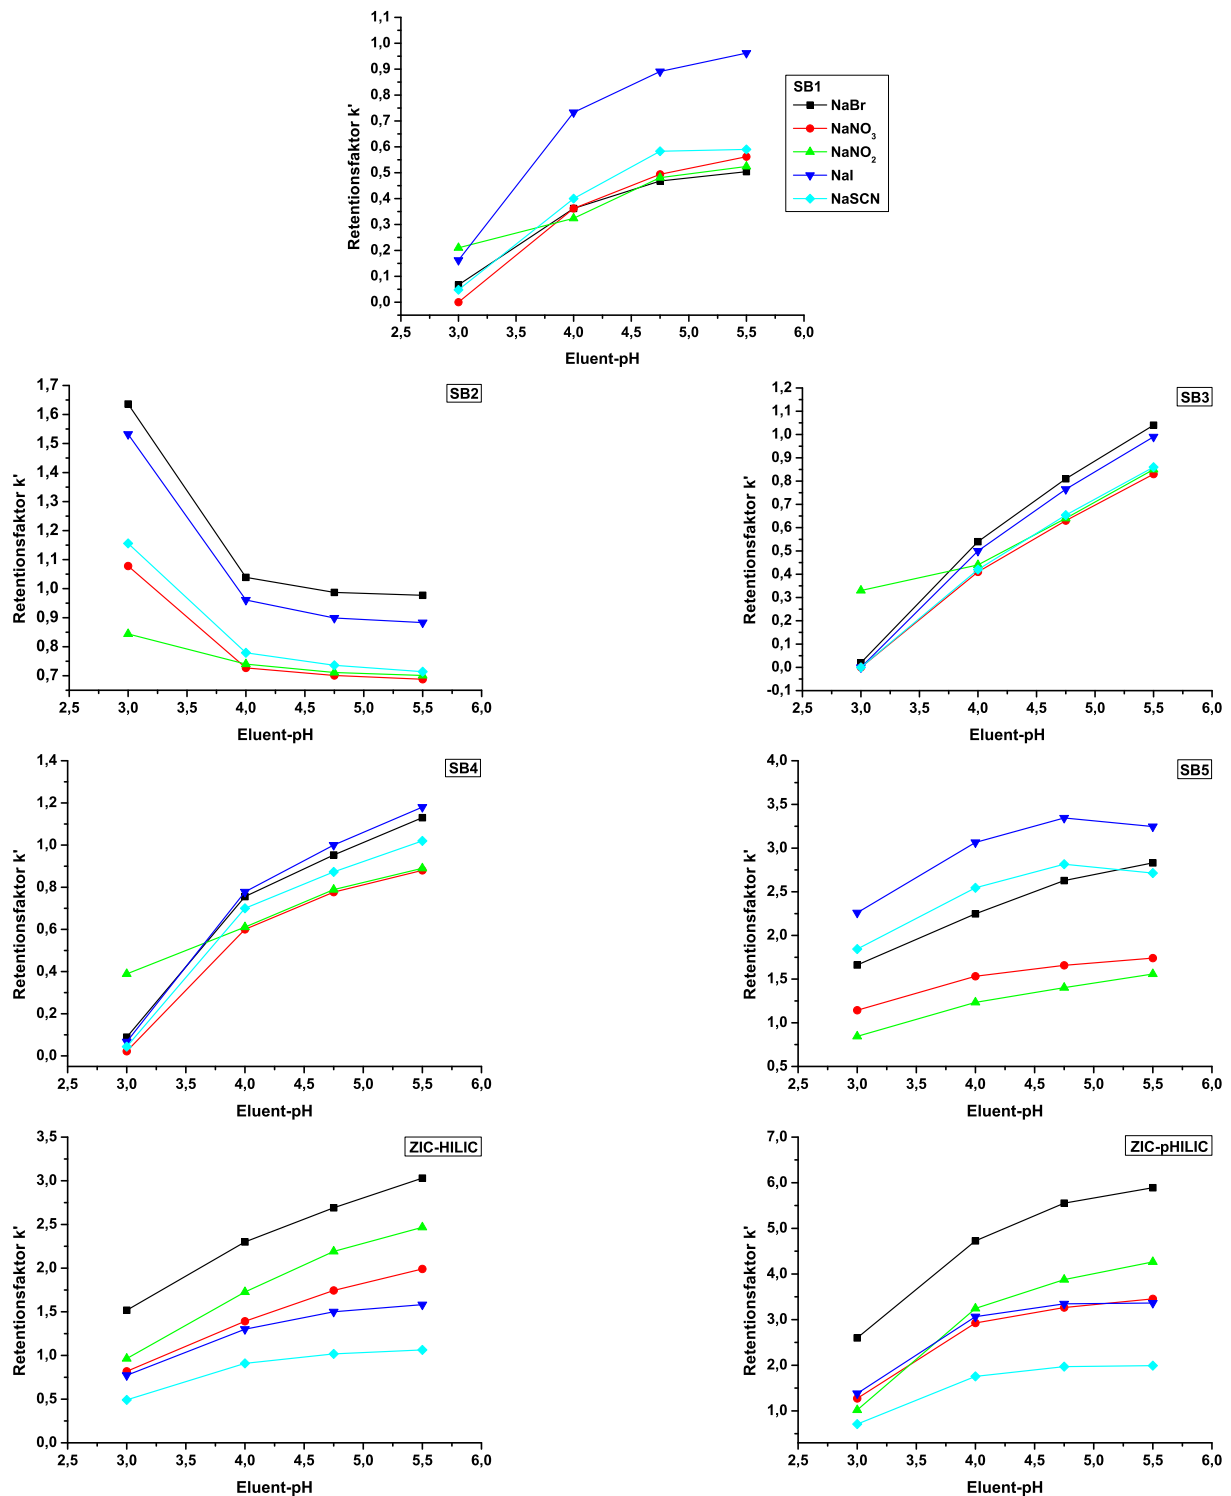 1,1
1,0
0,9
0,8
0,7
0,6
0,5
0,4
0,3
0,2
0,1
0,0
Retentionsfaktor k'
2,5 3,0 3,5 4,0 4,5 5,0 5,5 6,0
Eluent-pH
SB1
NaBr
NaNO₃
NaNO₂
NaI
NaSCN
SB2
1,7
1,6
1,5
1,4
1,3
1,2
1,1
1,0
0,9
0,8
0,7
Retentionsfaktor k'
2,5 3,0 3,5 4,0 4,5 5,0 5,5 6,0
Eluent-pH
SB3
1,2
1,1
1,0
0,9
0,8
0,7
0,6
0,5
0,4
0,3
0,2
0,1
0,0
-0,1
Retentionsfaktor k'
2,5 3,0 3,5 4,0 4,5 5,0 5,5 6,0
Eluent-pH
SB4
1,4
1,2
1,0
0,8
0,6
0,4
0,2
0,0
Retentionsfaktor k'
2,5 3,0 3,5 4,0 4,5 5,0 5,5 6,0
Eluent-pH
SB5
4,0
3,5
3,0
2,5
2,0
1,5
1,0
0,5
Retentionsfaktor k'
2,5 3,0 3,5 4,0 4,5 5,0 5,5 6,0
Eluent-pH
ZIC-HILIC
3,5
3,0
2,5
2,0
1,5
1,0
0,5
0,0
Retentionsfaktor k'
2,5 3,0 3,5 4,0 4,5 5,0 5,5 6,0
Eluent-pH
ZIC-pHILIC
7,0
6,0
5,0
4,0
3,0
2,0
1,0
Retentionsfaktor k'
2,5 3,0 3,5 4,0 4,5 5,0 5,5 6,0
Eluent-pH